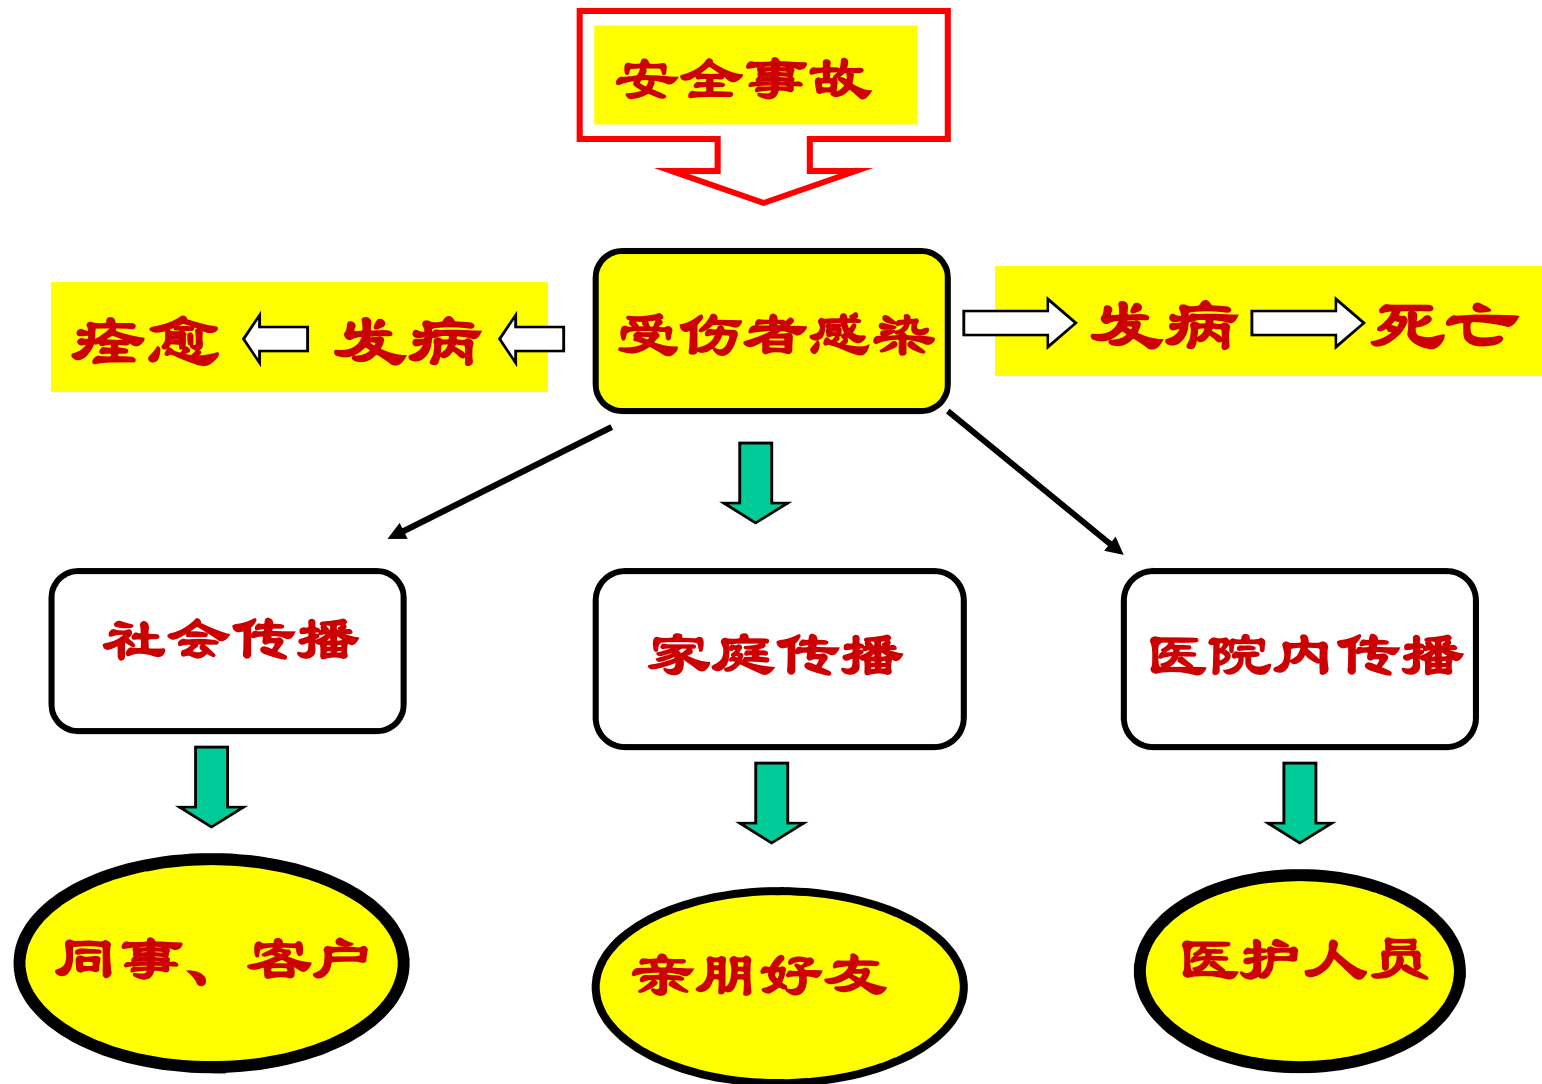 安全事故
痊愈
发病
受伤者感染
发病
死亡
社会传播
家庭传播
医院内传播
同事、客户
亲朋好友
医护人员